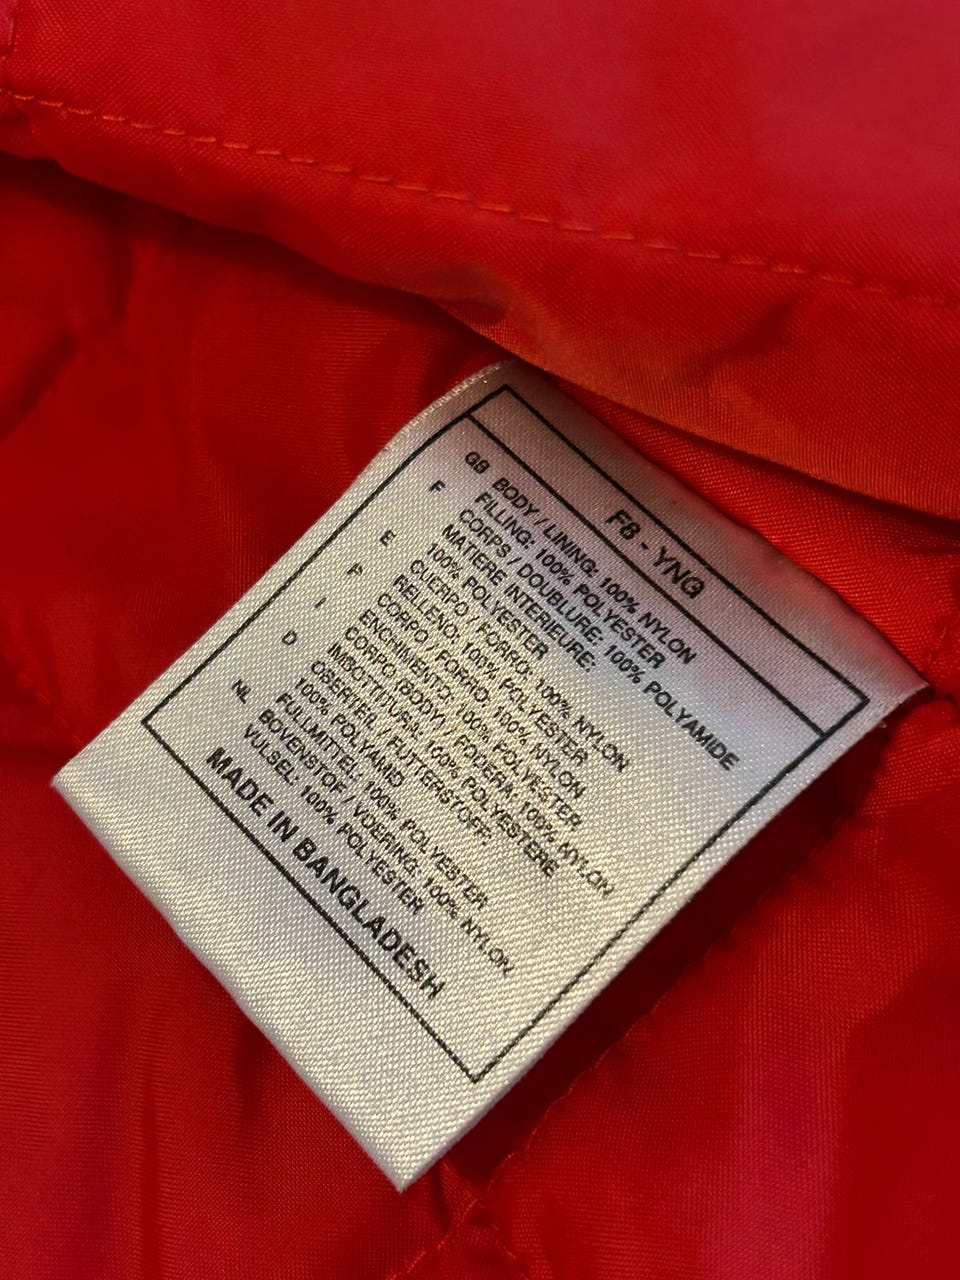 F8 - YNG
GB BODY / LINING: 100% NYLON
FILLING: 100% POLYESTER
F CORPS / DOUBLURE: 100% POLYAMIDE
MATIERE INTERIEURE:
100% POLYESTER
E CUERPO / FORRO: 100% NYLON
RELLENO: 100% POLYESTER
P CORPO / FORRO: 100% NYLON
ENCHIMENTO: 100% POLYESTER
I CORPO (BODY) / FODERA: 100% NYLON
IMBOTTITURA: 100% POLYESTERE
D OBERTEIL / FUTTERSTOFF:
100% POLYAMID
FULLMITTEL: 100% POLYESTER
NL BOVENSTOF / VOERING: 100% NYLON
VULSEL: 100% POLYESTER
MADE IN BANGLADESH